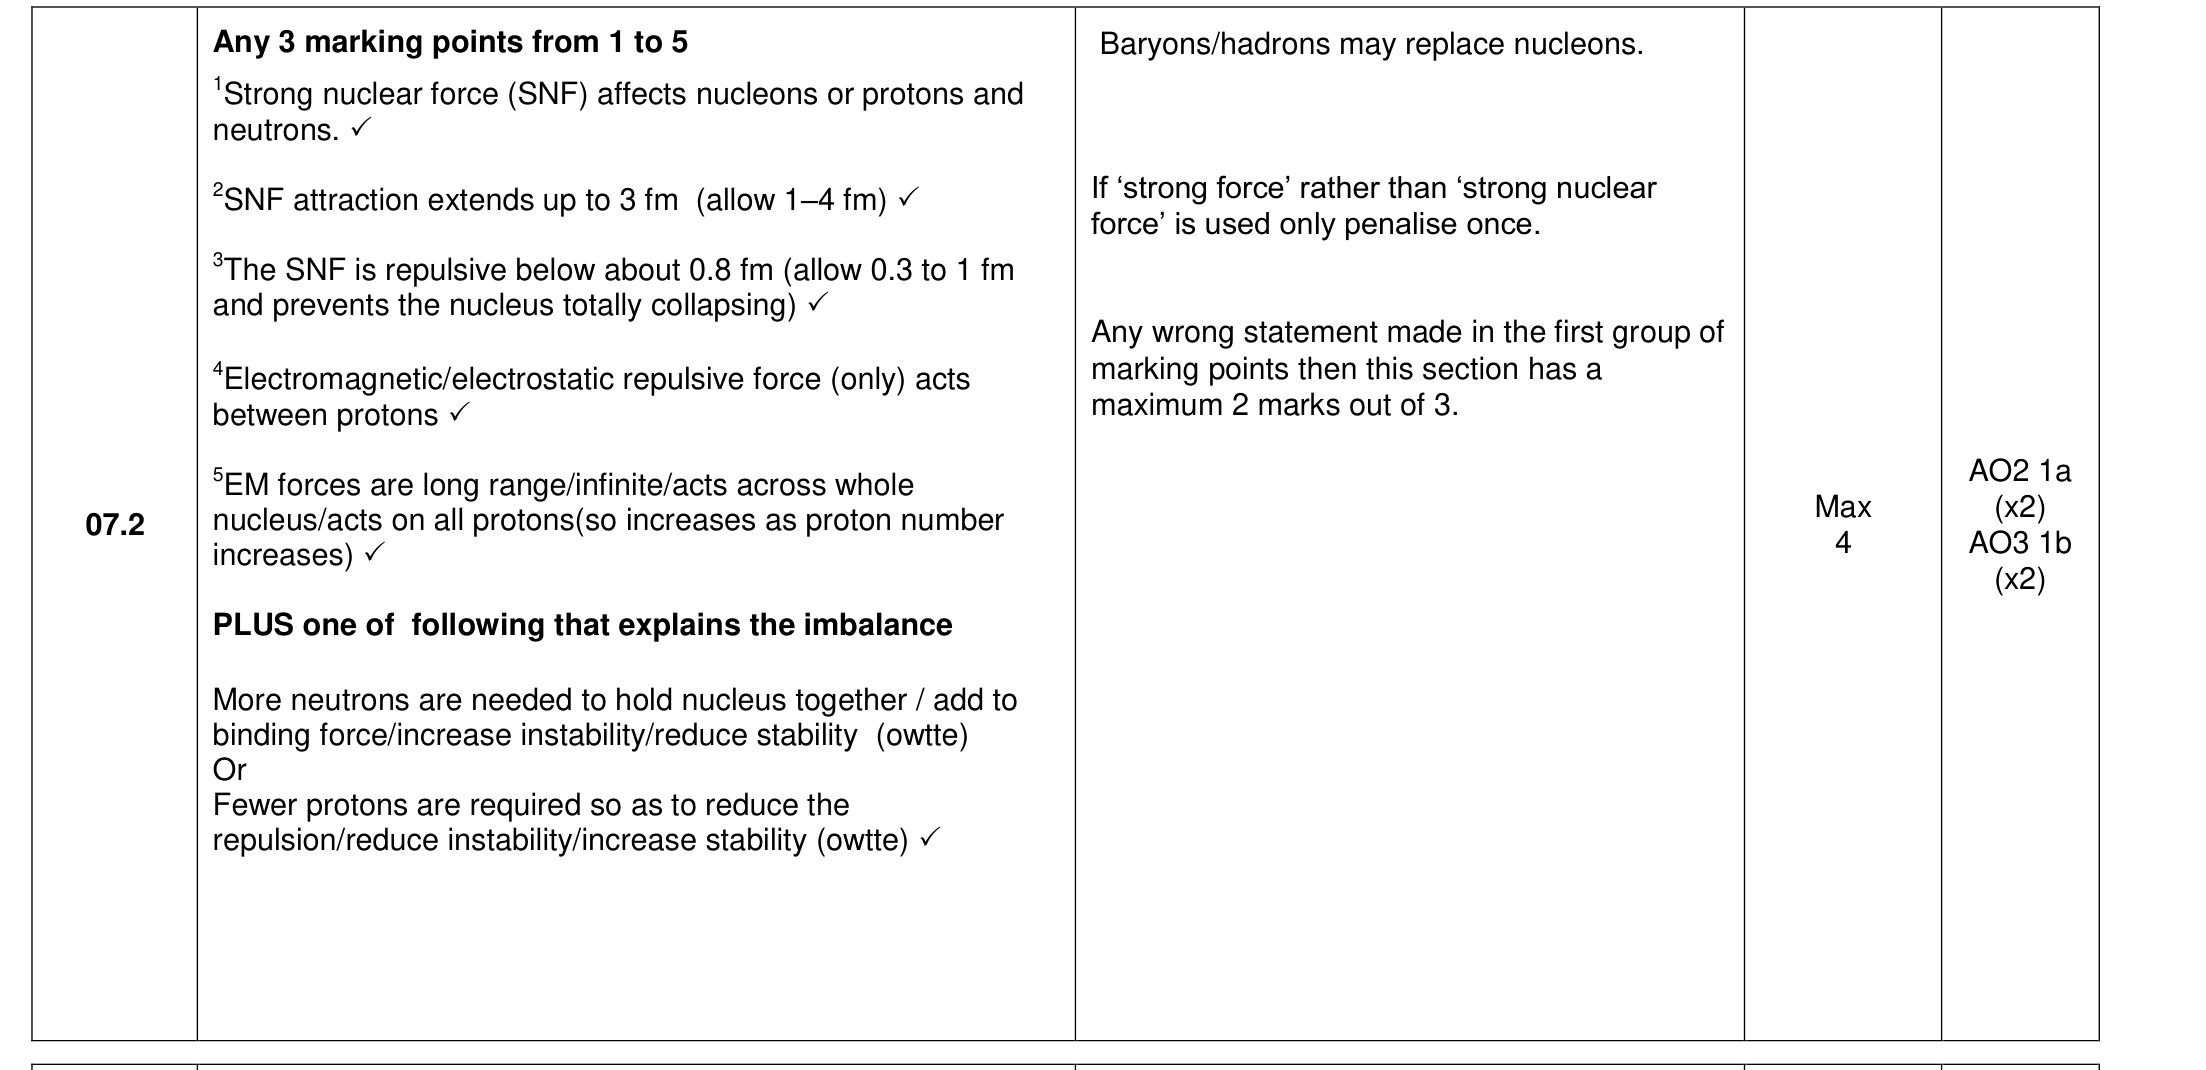 07.2
Any 3 marking points from 1 to 5
¹Strong nuclear force (SNF) affects nucleons or protons and
neutrons. ✓
²SNF attraction extends up to 3 fm  (allow 1–4 fm) ✓
³The SNF is repulsive below about 0.8 fm (allow 0.3 to 1 fm
and prevents the nucleus totally collapsing) ✓
⁴Electromagnetic/electrostatic repulsive force (only) acts
between protons ✓
⁵EM forces are long range/infinite/acts across whole
nucleus/acts on all protons(so increases as proton number
increases) ✓
PLUS one of  following that explains the imbalance
More neutrons are needed to hold nucleus together / add to
binding force/increase instability/reduce stability  (owtte)
Or
Fewer protons are required so as to reduce the
repulsion/reduce instability/increase stability (owtte) ✓
Baryons/hadrons may replace nucleons.
If ‘strong force’ rather than ‘strong nuclear
force’ is used only penalise once.
Any wrong statement made in the first group of
marking points then this section has a
maximum 2 marks out of 3.
Max
4
AO2 1a
(x2)
AO3 1b
(x2)